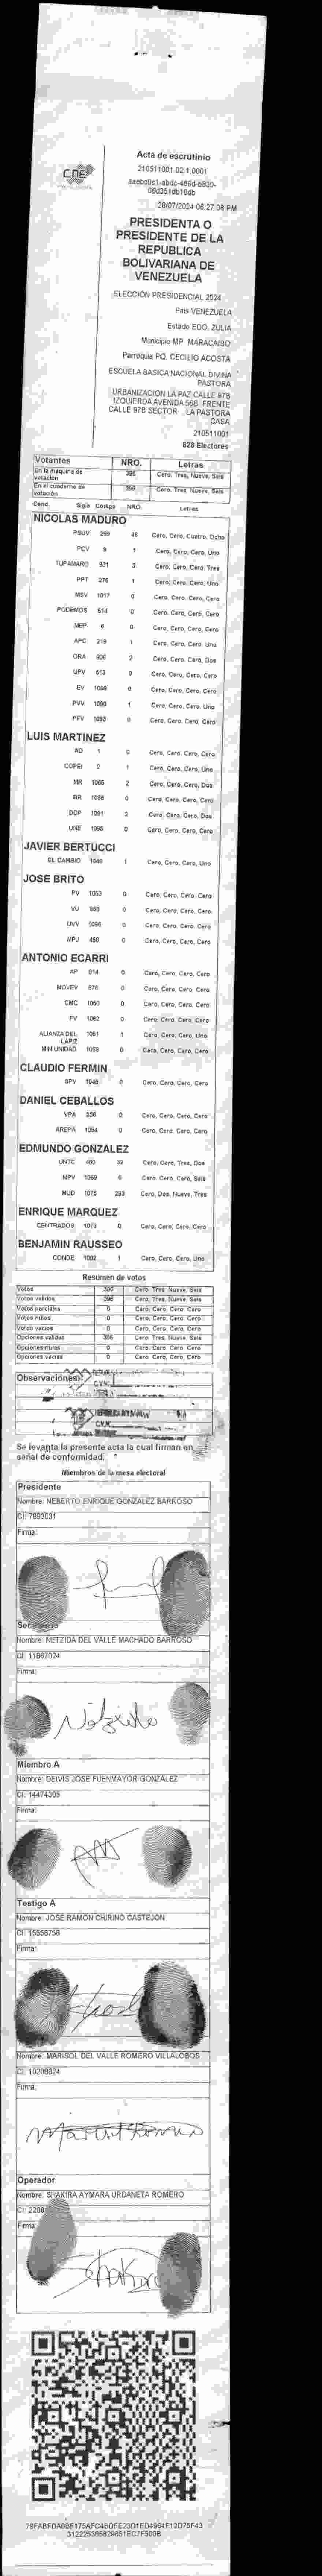 CNE
Acta de escrutinio
210511001.02.1.0001
28/07/2024 06:27:08 PM
PRESIDENTA O
PRESIDENTE DE LA
REPUBLICA
BOLIVARIANA DE
VENEZUELA
ELECCIÓN PRESIDENCIAL 2024
Pais VENEZUELA
Estado EDO. ZULIA
Municipio MP. MARACAIBO
Parroquia PQ. CECILIO ACOSTA
ESCUELA BASICA NACIONAL DIVINA
PASTORA
URBANIZACION LA PAZ CALLE 97B
IZQUIERDA AVENIDA 56B. FRENTE
CALLE 97B SECTOR LA PASTORA
CASA
210511001
828 Electores
Votantes NRO. Letras
En la máquina de votación 396 Cero, Tres, Nueve, Seis
En el cuaderno de votación 396 Cero, Tres, Nueve, Seis
Cand. Sigla Codigo NRO. Letras
NICOLAS MADURO
PSUV 269 48 Cero, Cero, Cuatro, Ocho
PCV 9 1 Cero, Cero, Cero, Uno
TUPAMARO 931 3 Cero, Cero, Cero, Tres
PPT 278 1 Cero, Cero, Cero, Uno
MSV 1017 0 Cero, Cero, Cero, Cero
PODEMOS 514 0 Cero, Cero, Cero, Cero
MEP 6 0 Cero, Cero, Cero, Cero
APC 219 1 Cero, Cero, Cero, Uno
ORA 606 2 Cero, Cero, Cero, Dos
UPV 513 0 Cero, Cero, Cero, Cero
EV 1089 0 Cero, Cero, Cero, Cero
PVV 1090 1 Cero, Cero, Cero, Uno
PFV 1093 0 Cero, Cero, Cero, Cero
LUIS MARTINEZ
AD 1 0 Cero, Cero, Cero, Cero
COPEI 2 1 Cero, Cero, Cero, Uno
MR 1065 2 Cero, Cero, Cero, Dos
BR 1056 0 Cero, Cero, Cero, Cero
DDP 1091 2 Cero, Cero, Cero, Dos
UNE 1095 0 Cero, Cero, Cero, Cero
JAVIER BERTUCCI
EL CAMBIO 1048 1 Cero, Cero, Cero, Uno
JOSE BRITO
PV 1053 0 Cero, Cero, Cero, Cero
VU 988 0 Cero, Cero, Cero, Cero
UVV 1096 0 Cero, Cero, Cero, Cero
MPJ 459 0 Cero, Cero, Cero, Cero
ANTONIO ECARRI
AP 914 0 Cero, Cero, Cero, Cero
MOVEV 876 0 Cero, Cero, Cero, Cero
CMC 1050 0 Cero, Cero, Cero, Cero
FV 1062 0 Cero, Cero, Cero, Cero
ALIANZA DEL LAPIZ 1061 1 Cero, Cero, Cero, Uno
MIN UNIDAD 1069 0 Cero, Cero, Cero, Cero
CLAUDIO FERMIN
SPV 1046 0 Cero, Cero, Cero, Cero
DANIEL CEBALLOS
VPA 336 0 Cero, Cero, Cero, Cero
AREPA 1094 0 Cero, Cero, Cero, Cero
EDMUNDO GONZALEZ
UNTC 480 32 Cero, Cero, Tres, Dos
MPV 1069 6 Cero, Cero, Cero, Seis
MUD 1075 293 Cero, Dos, Nueve, Tres
ENRIQUE MARQUEZ
CENTRADOS 1073 0 Cero, Cero, Cero, Cero
BENJAMIN RAUSSEO
CONDE 1002 1 Cero, Cero, Cero, Uno
Resumen de votos
Votos 396 Cero, Tres, Nueve, Seis
Votos validos 396 Cero, Tres, Nueve, Seis
Votos parciales 0 Cero, Cero, Cero, Cero
Votos nulos 0 Cero, Cero, Cero, Cero
Votos vacios 0 Cero, Cero, Cero, Cero
Opciones validas 396 Cero, Tres, Nueve, Seis
Opciones nulas 0 Cero, Cero, Cero, Cero
Opciones vacias 0 Cero, Cero, Cero, Cero
Observaciones:
Se levanta la presente acta la cual firman en
señal de conformidad.
Miembros de la mesa electoral
Presidente
Nombre: NEBERTO ENRIQUE GONZALEZ BARROSO
CI: 7893031
Firma:
Secretario
Nombre: NETZIDA DEL VALLE MACHADO BARROSO
CI: 11867024
Firma:
Miembro A
Nombre: DEIVIS JOSE FUENMAYOR GONZALEZ
CI: 14474305
Firma:
Testigo A
Nombre: JOSE RAMON CHIRINO CASTEJON
CI: 15558758
Firma:
Nombre: MARISOL DEL VALLE ROMERO VILLALOBOS
CI: 10208824
Firma:
Operador
Nombre: SHAKIRA AYMARA URDANETA ROMERO
CI: 2208
Firma: